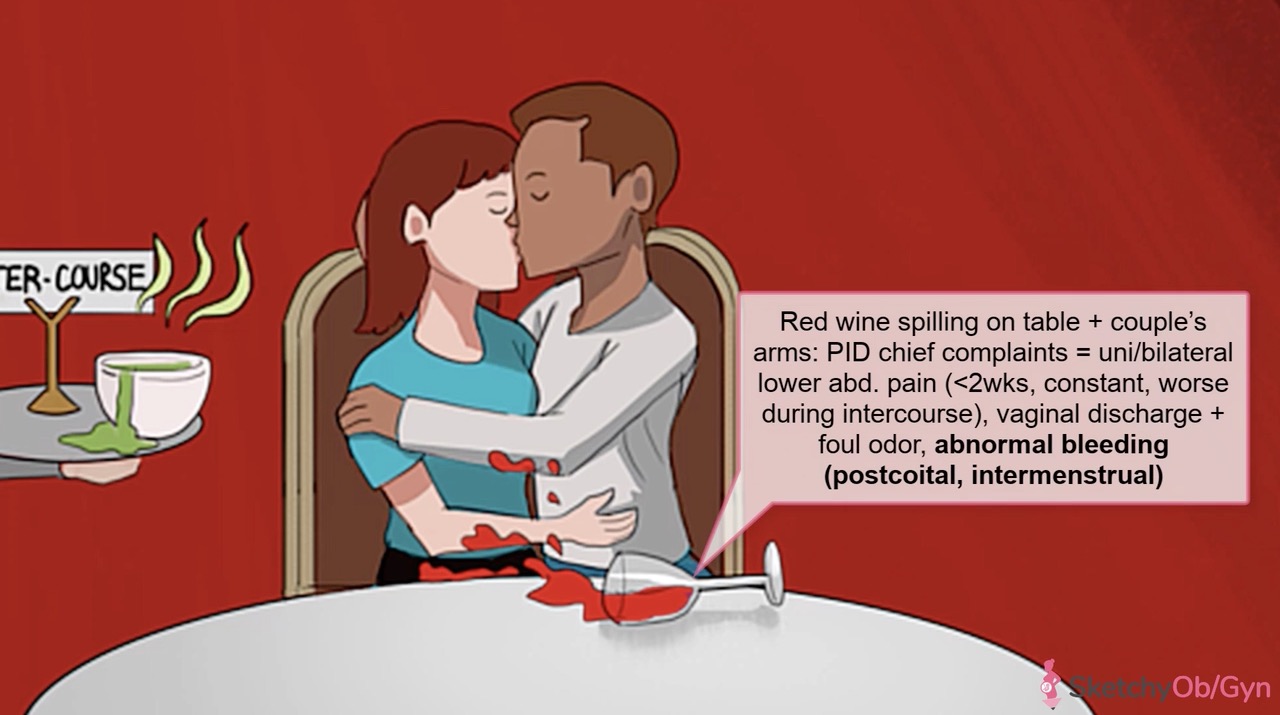 TER-COURSE
Red wine spilling on table + couple's
arms: PID chief complaints = uni/bilateral
lower abd. pain (<2wks, constant, worse
during intercourse), vaginal discharge +
foul odor, abnormal bleeding
(postcoital, intermenstrual)
SketchyOb/Gyn